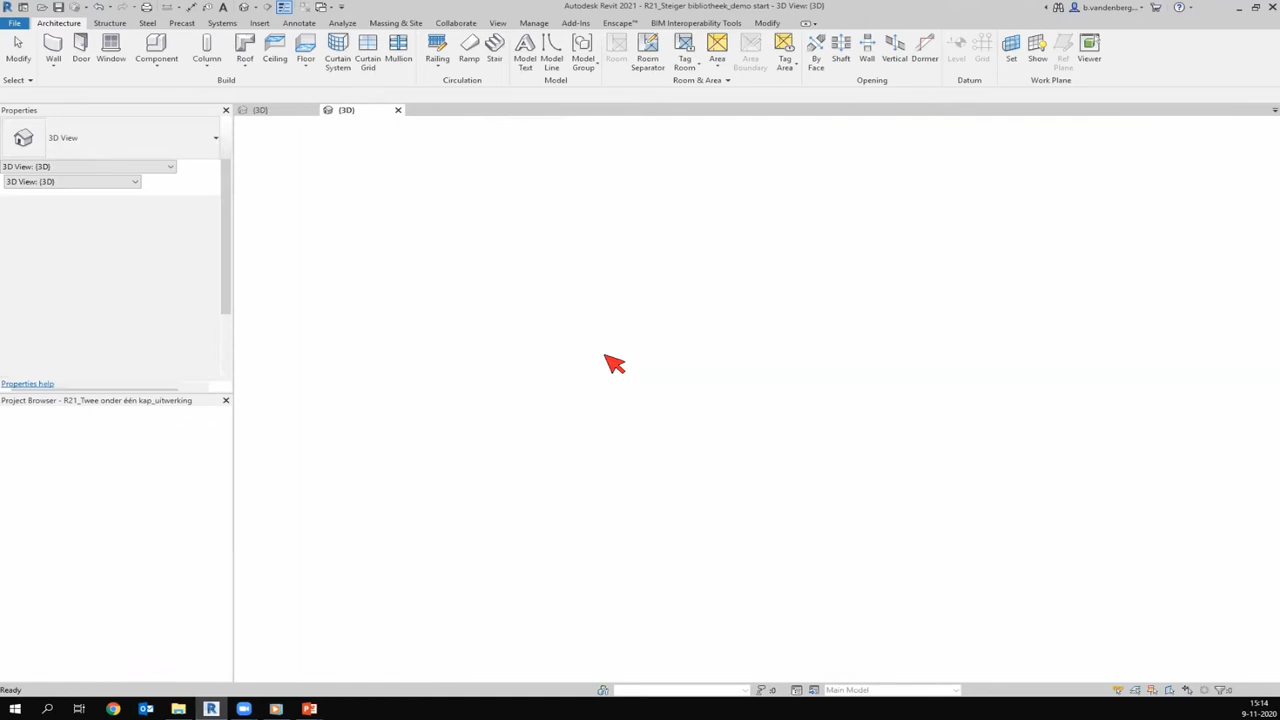 Autodesk Revit 2021 - R21_Steiger bibliotheek_demo start - 3D View: {3D}
b.vandenberg...
File Architecture Structure Steel Precast Systems Insert Annotate Analyze Massing & Site Collaborate View Manage Add-Ins Enscape™ BIM Interoperability Tools Modify
Modify Wall Door Window Component Column Roof Ceiling Floor Curtain System Curtain Grid Mullion Railing Ramp Stair Model Text Model Line Model Group Room Room Separator Tag Room Area Area Boundary Tag Area By Face Shaft Wall Vertical Dormer Level Grid Set Show Ref Plane Viewer
Select Build Circulation Model Room & Area Opening Datum Work Plane
Properties
{3D} {3D}
3D View
3D View: {3D}
3D View: {3D}
Properties help
Project Browser - R21_Twee onder één kap_uitwerking
Ready
:0
Main Model
:0
15:14
9-11-2020